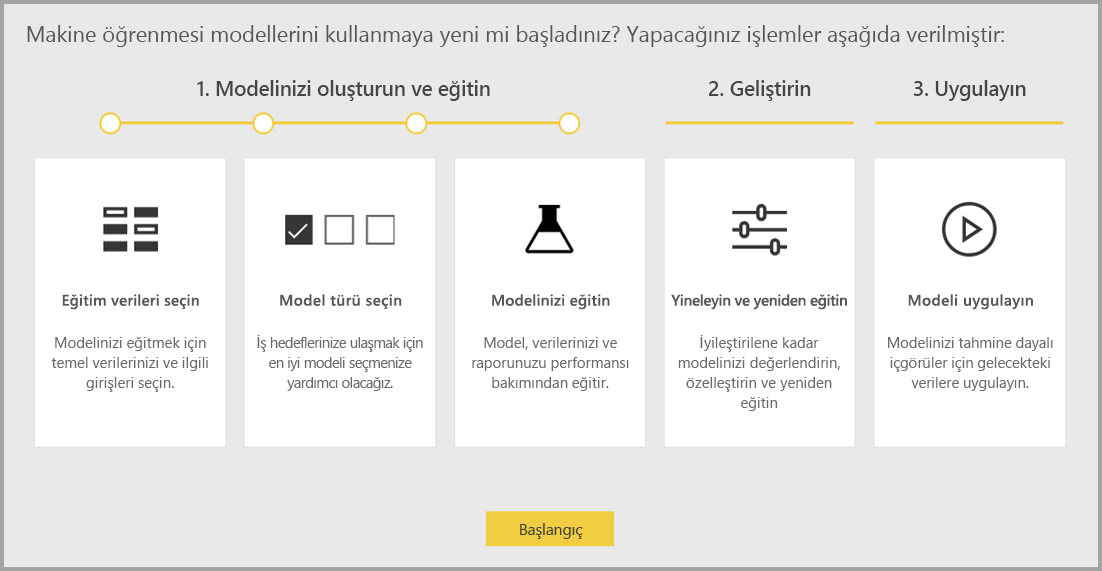 Makine öğrenmesi modellerini kullanmaya yeni mi başladınız? Yapacağınız işlemler aşağıda verilmiştir:
1. Modelinizi oluşturun ve eğitin
2. Geliştirin
3. Uygulayın
Eğitim verileri seçin
Modelinizi eğitmek için
temel verilerinizi ve ilgili
girişleri seçin.
Model türü seçin
İş hedeflerinize ulaşmak için
en iyi modeli seçmenize
yardımcı olacağız.
Modelinizi eğitin
Model, verilerinizi ve
raporunuzu performansı
bakımından eğitir.
Yineleyin ve yeniden eğitin
İyileştirilene kadar
modelinizi değerlendirin,
özelleştirin ve yeniden
eğitin
Modeli uygulayın
Modelinizi tahmine dayalı
içgörüler için gelecekteki
verilere uygulayın.
Başlangıç